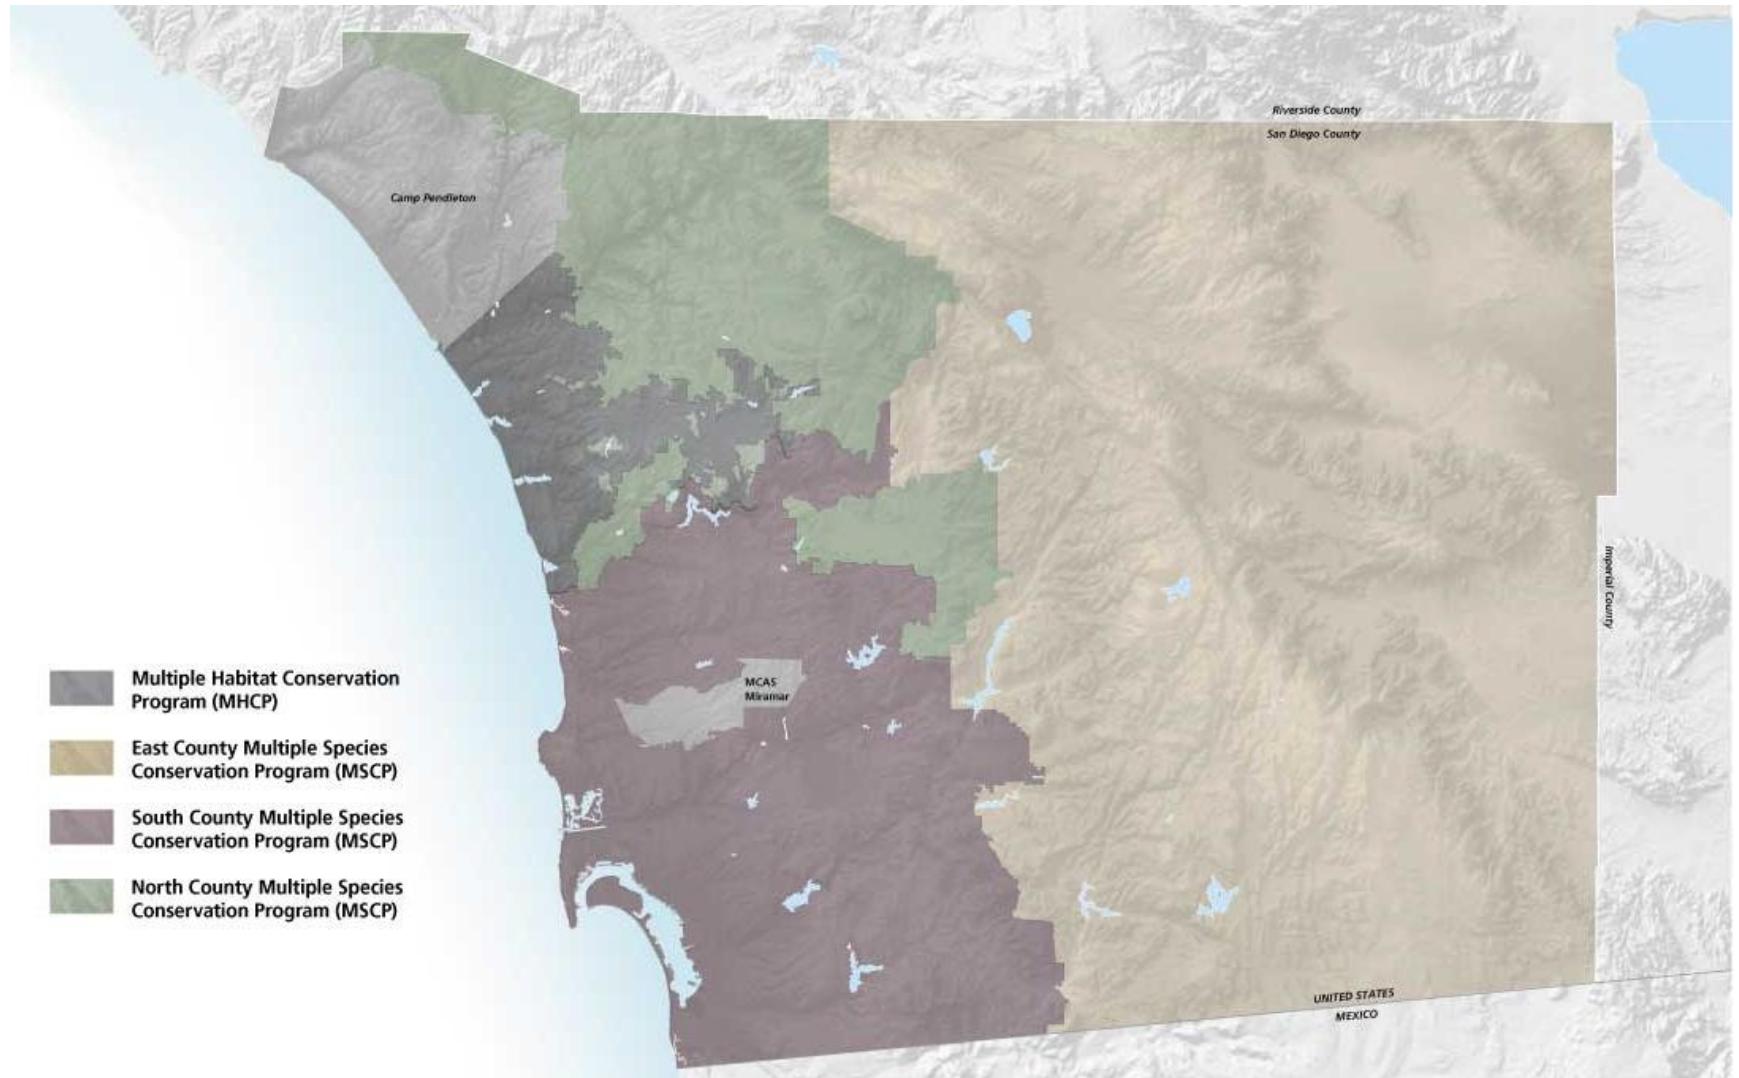 Riverside County
San Diego County
Camp Pendleton
Imperial County
MCAS
Miramar
Multiple Habitat Conservation
Program (MHCP)
East County Multiple Species
Conservation Program (MSCP)
South County Multiple Species
Conservation Program (MSCP)
North County Multiple Species
Conservation Program (MSCP)
UNITED STATES
MEXICO